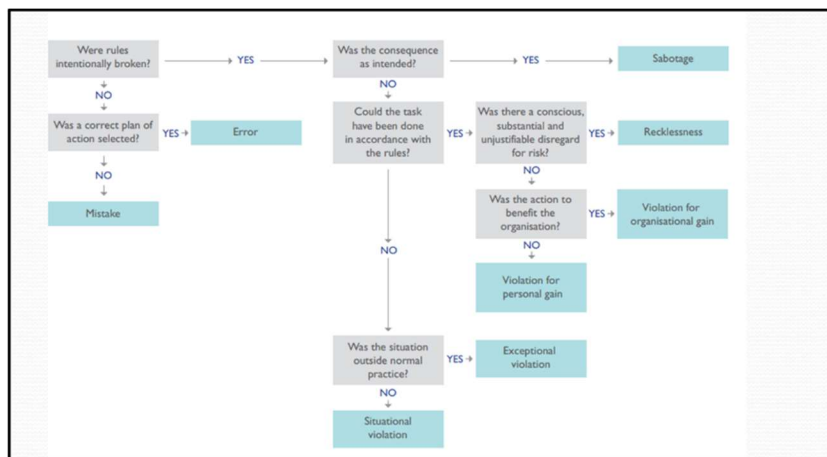 Were rules
intentionally broken?
YES
Was the consequence
as intended?
YES
Sabotage
NO
NO
Was a correct plan of
action selected?
YES
Error
Could the task
have been done
in accordance with
the rules?
YES
Was there a conscious,
substantial and
unjustifiable disregard
for risk?
YES
Recklessness
NO
NO
Mistake
Was the action to
benefit the
organisation?
YES
Violation for
organisational gain
NO
NO
Violation for
personal gain
Was the situation
outside normal
practice?
YES
Exceptional
violation
NO
Situational
violation